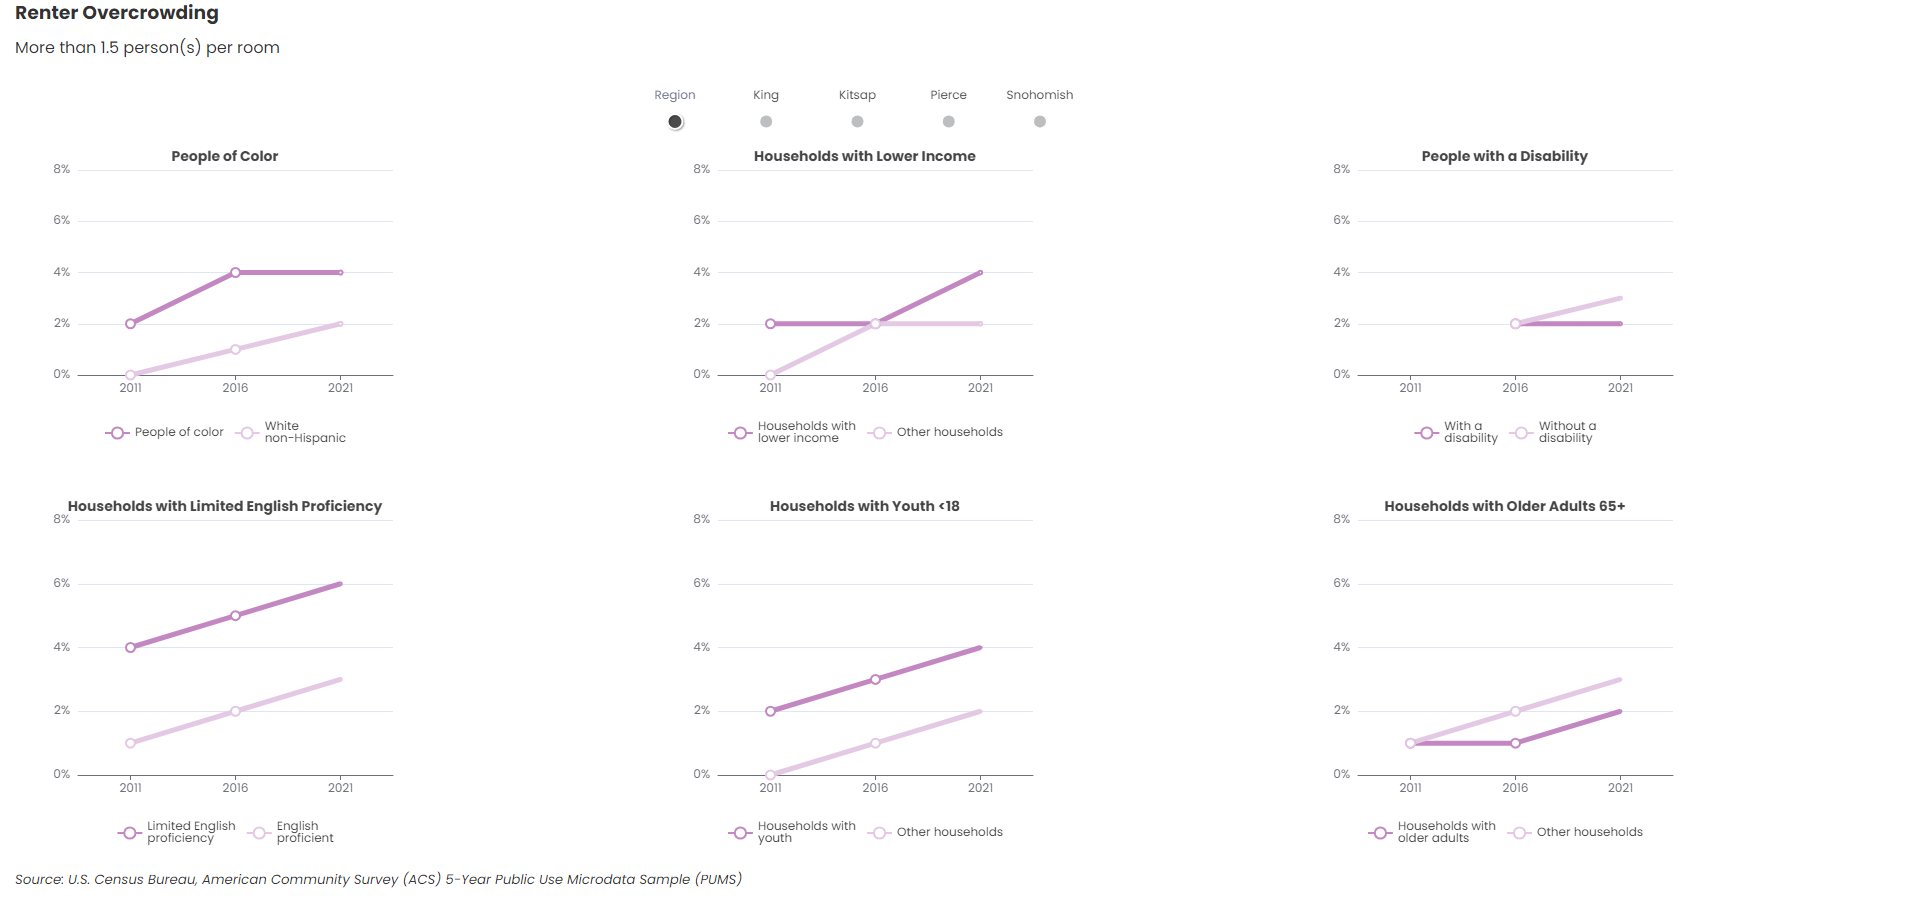 Renter Overcrowding
More than 1.5 person(s) per room
Region King Kitsap Pierce Snohomish
People of Color
8%
6%
4%
2%
0%
2011 2016 2021
People of color
White
non-Hispanic
Households with Lower Income
8%
6%
4%
2%
0%
2011 2016 2021
Households with
lower income
Other households
People with a Disability
8%
6%
4%
2%
0%
2011 2016 2021
With a
disability
Without a
disability
Households with Limited English Proficiency
8%
6%
4%
2%
0%
2011 2016 2021
Limited English
proficiency
English
proficient
Households with Youth <18
8%
6%
4%
2%
0%
2011 2016 2021
Households with
youth
Other households
Households with Older Adults 65+
8%
6%
4%
2%
0%
2011 2016 2021
Households with
older adults
Other households
Source: U.S. Census Bureau, American Community Survey (ACS) 5-Year Public Use Microdata Sample (PUMS)